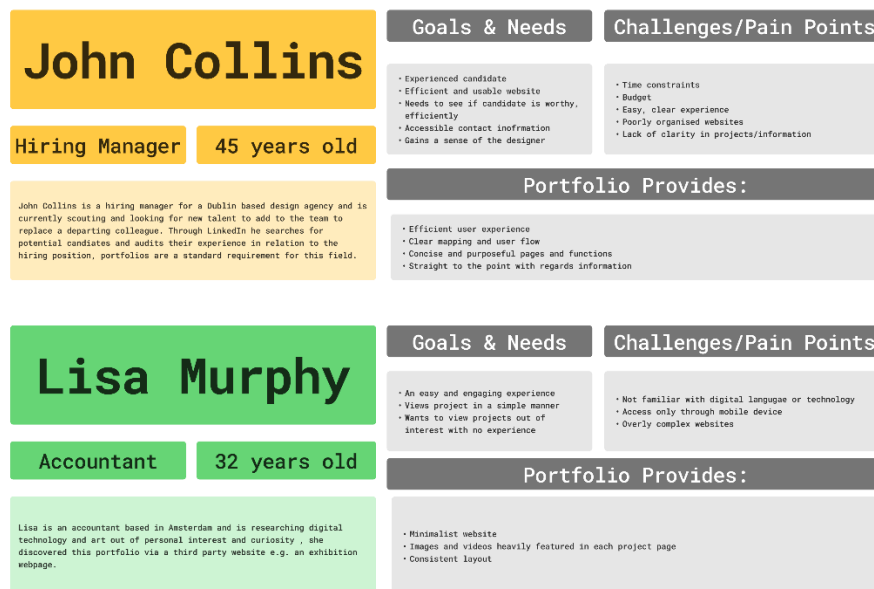 John Collins
Hiring Manager
45 years old
John Collins is a hiring manager for a Dublin based design agency and is
currently scouting and looking for new talent to add to the team to
replace a departing colleague. Through LinkedIn he searches for
potential candiates and audits their experience in relation to the
hiring position, portfolios are a standard requirement for this field.
Goals & Needs
• Experienced candidate
• Efficient and usable website
• Needs to see if candidate is worthy,
efficiently
• Accessible contact inofrmation
• Gains a sense of the designer
Challenges/Pain Points
• Time constraints
• Budget
• Easy, clear experience
• Poorly organised websites
• Lack of clarity in projects/information
Portfolio Provides:
• Efficient user experience
• Clear mapping and user flow
• Concise and purposeful pages and functions
• Straight to the point with regards information
Lisa Murphy
Accountant
32 years old
Lisa is an accountant based in Amsterdam and is researching digital
technology and art out of personal interest and curiosity , she
discovered this portfolio via a third party website e.g. an exhibition
webpage.
Goals & Needs
• An easy and engaging experience
• Views project in a simple manner
• Wants to view projects out of
interest with no experience
Challenges/Pain Points
• Not familiar with digital langugae or technology
• Access only through mobile device
• Overly complex websites
Portfolio Provides:
• Minimalist website
• Images and videos heavily featured in each project page
• Consistent layout